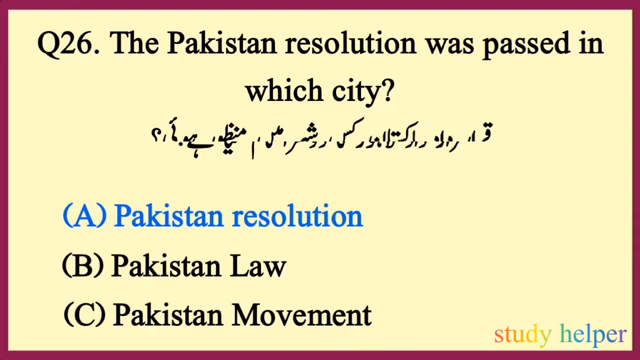 Q26. The Pakistan resolution was passed in
which city?
(A) Pakistan resolution
(B) Pakistan Law
(C) Pakistan Movement
study helper